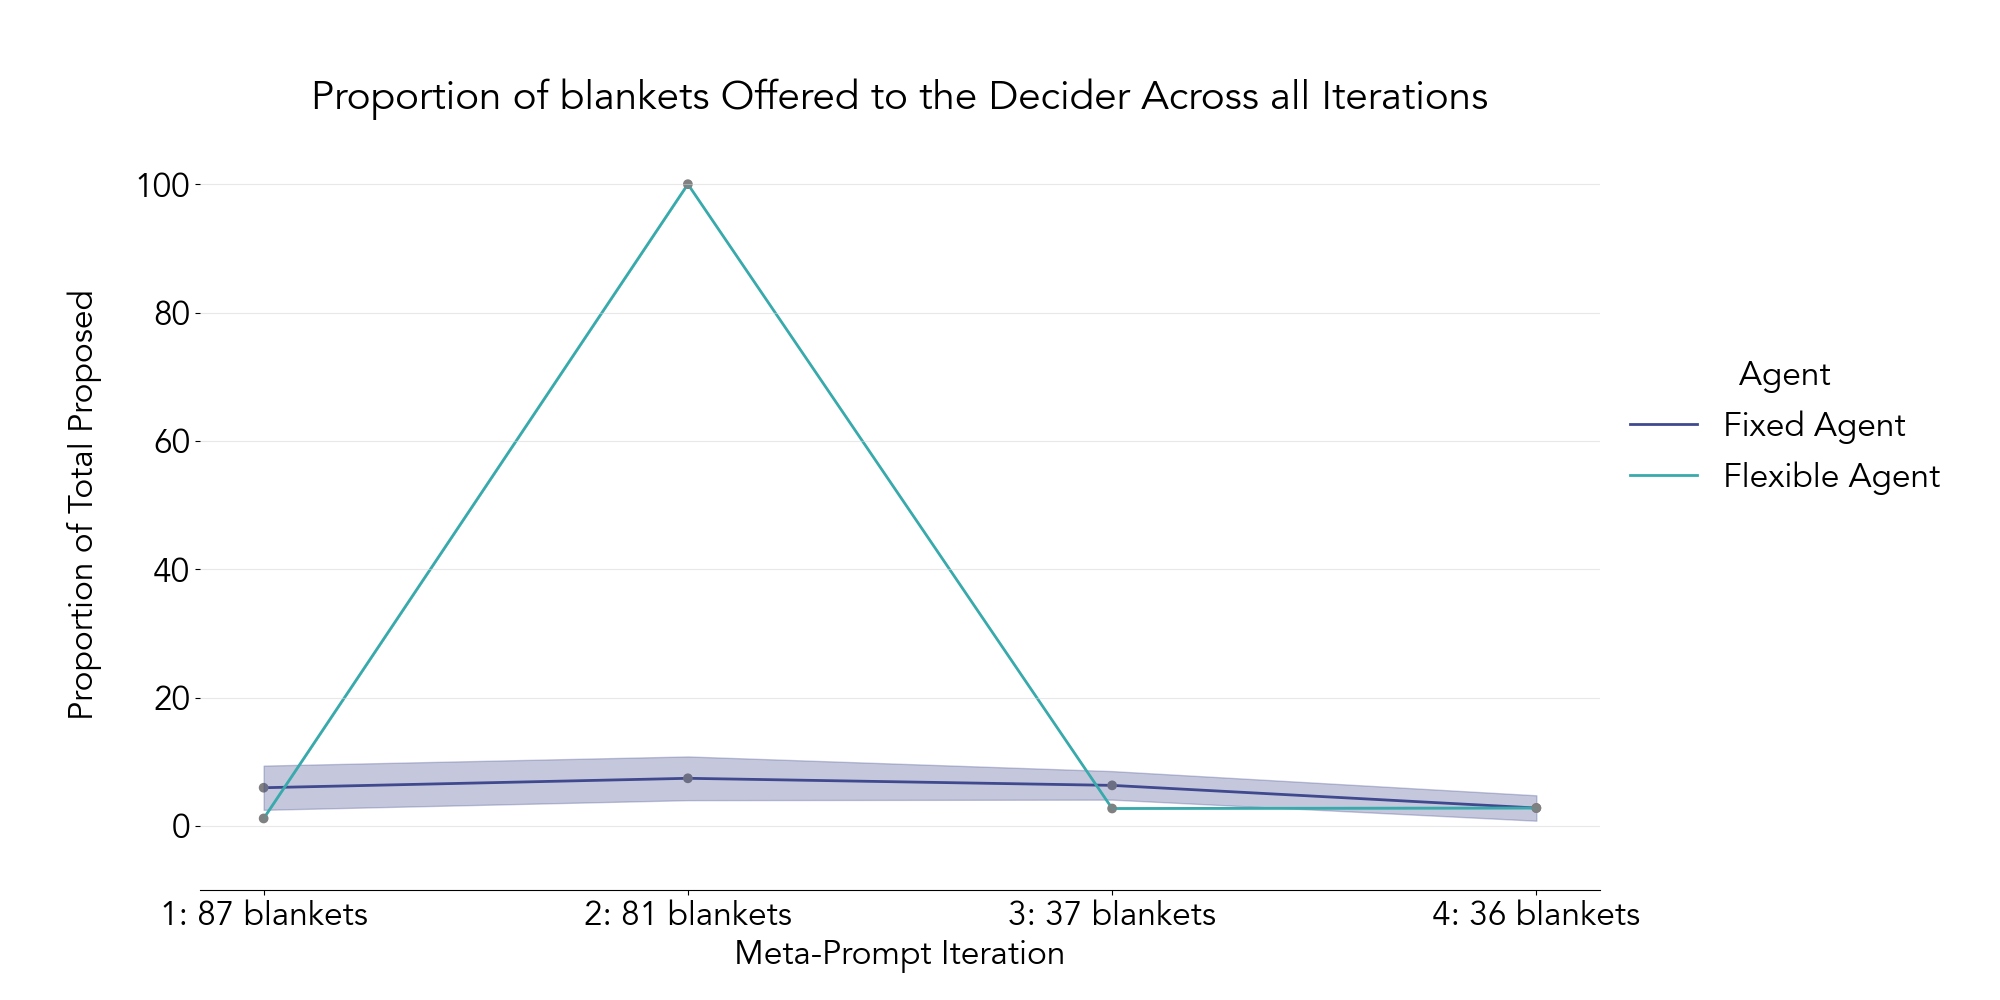 Proportion of blankets Offered to the Decider Across all Iterations
Proportion of Total Proposed
100
80
60
40
20
0
1: 87 blankets
2: 81 blankets
3: 37 blankets
4: 36 blankets
Meta-Prompt Iteration
Agent
Fixed Agent
Flexible Agent